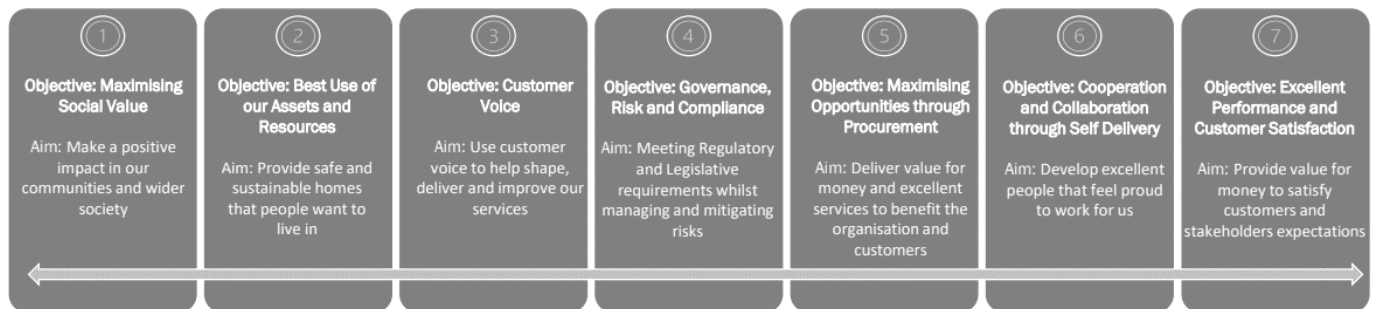 1
Objective: Maximising
Social Value
Aim: Make a positive
impact in our
communities and wider
society
2
Objective: Best Use of
our Assets and
Resources
Aim: Provide safe and
sustainable homes
that people want to
live in
3
Objective: Customer
Voice
Aim: Use customer
voice to help shape,
deliver and improve our
services
4
Objective: Governance,
Risk and Compliance
Aim: Meeting Regulatory
and Legislative
requirements whilst
managing and mitigating
risks
5
Objective: Maximising
Opportunities through
Procurement
Aim: Deliver value for
money and excellent
services to benefit the
organisation and
customers
6
Objective: Cooperation
and Collaboration
through Self Delivery
Aim: Develop excellent
people that feel proud
to work for us
7
Objective: Excellent
Performance and
Customer Satisfaction
Aim: Provide value for
money to satisfy
customers and
stakeholders expectations